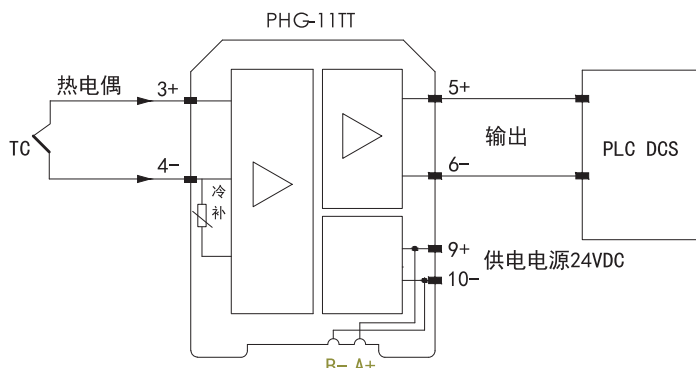 PHG-11TT
热电偶
3+
5+
TC
输出
PLC DCS
4-
6-
冷
补
9+
供电电源24VDC
10-
B- A+